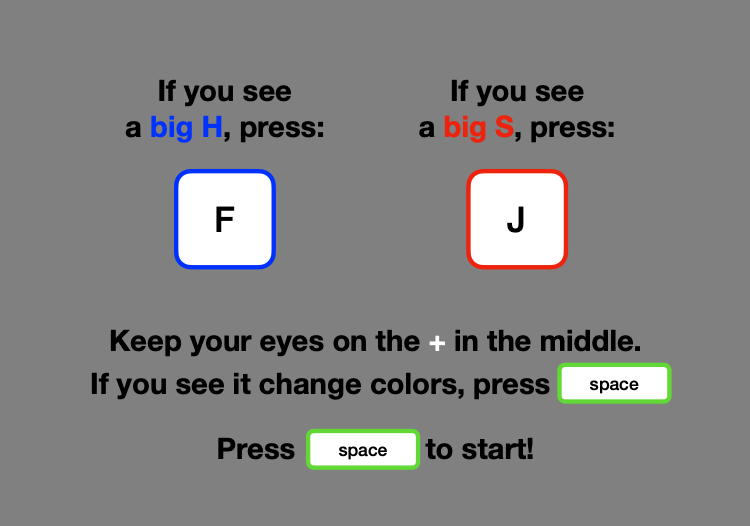 If you see
a big H, press:
F
If you see
a big S, press:
J
Keep your eyes on the + in the middle.
If you see it change colors, press space
Press space to start!